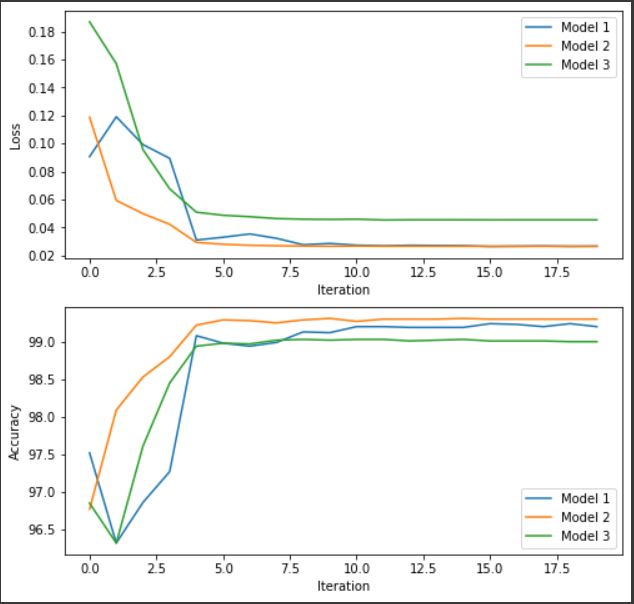 0.18
0.16
0.14
0.12
0.10
0.08
0.06
0.04
0.02
Loss
Model 1
Model 2
Model 3
0.0 2.5 5.0 7.5 10.0 12.5 15.0 17.5
Iteration
99.0
98.5
98.0
97.5
97.0
96.5
Accuracy
Model 1
Model 2
Model 3
0.0 2.5 5.0 7.5 10.0 12.5 15.0 17.5
Iteration